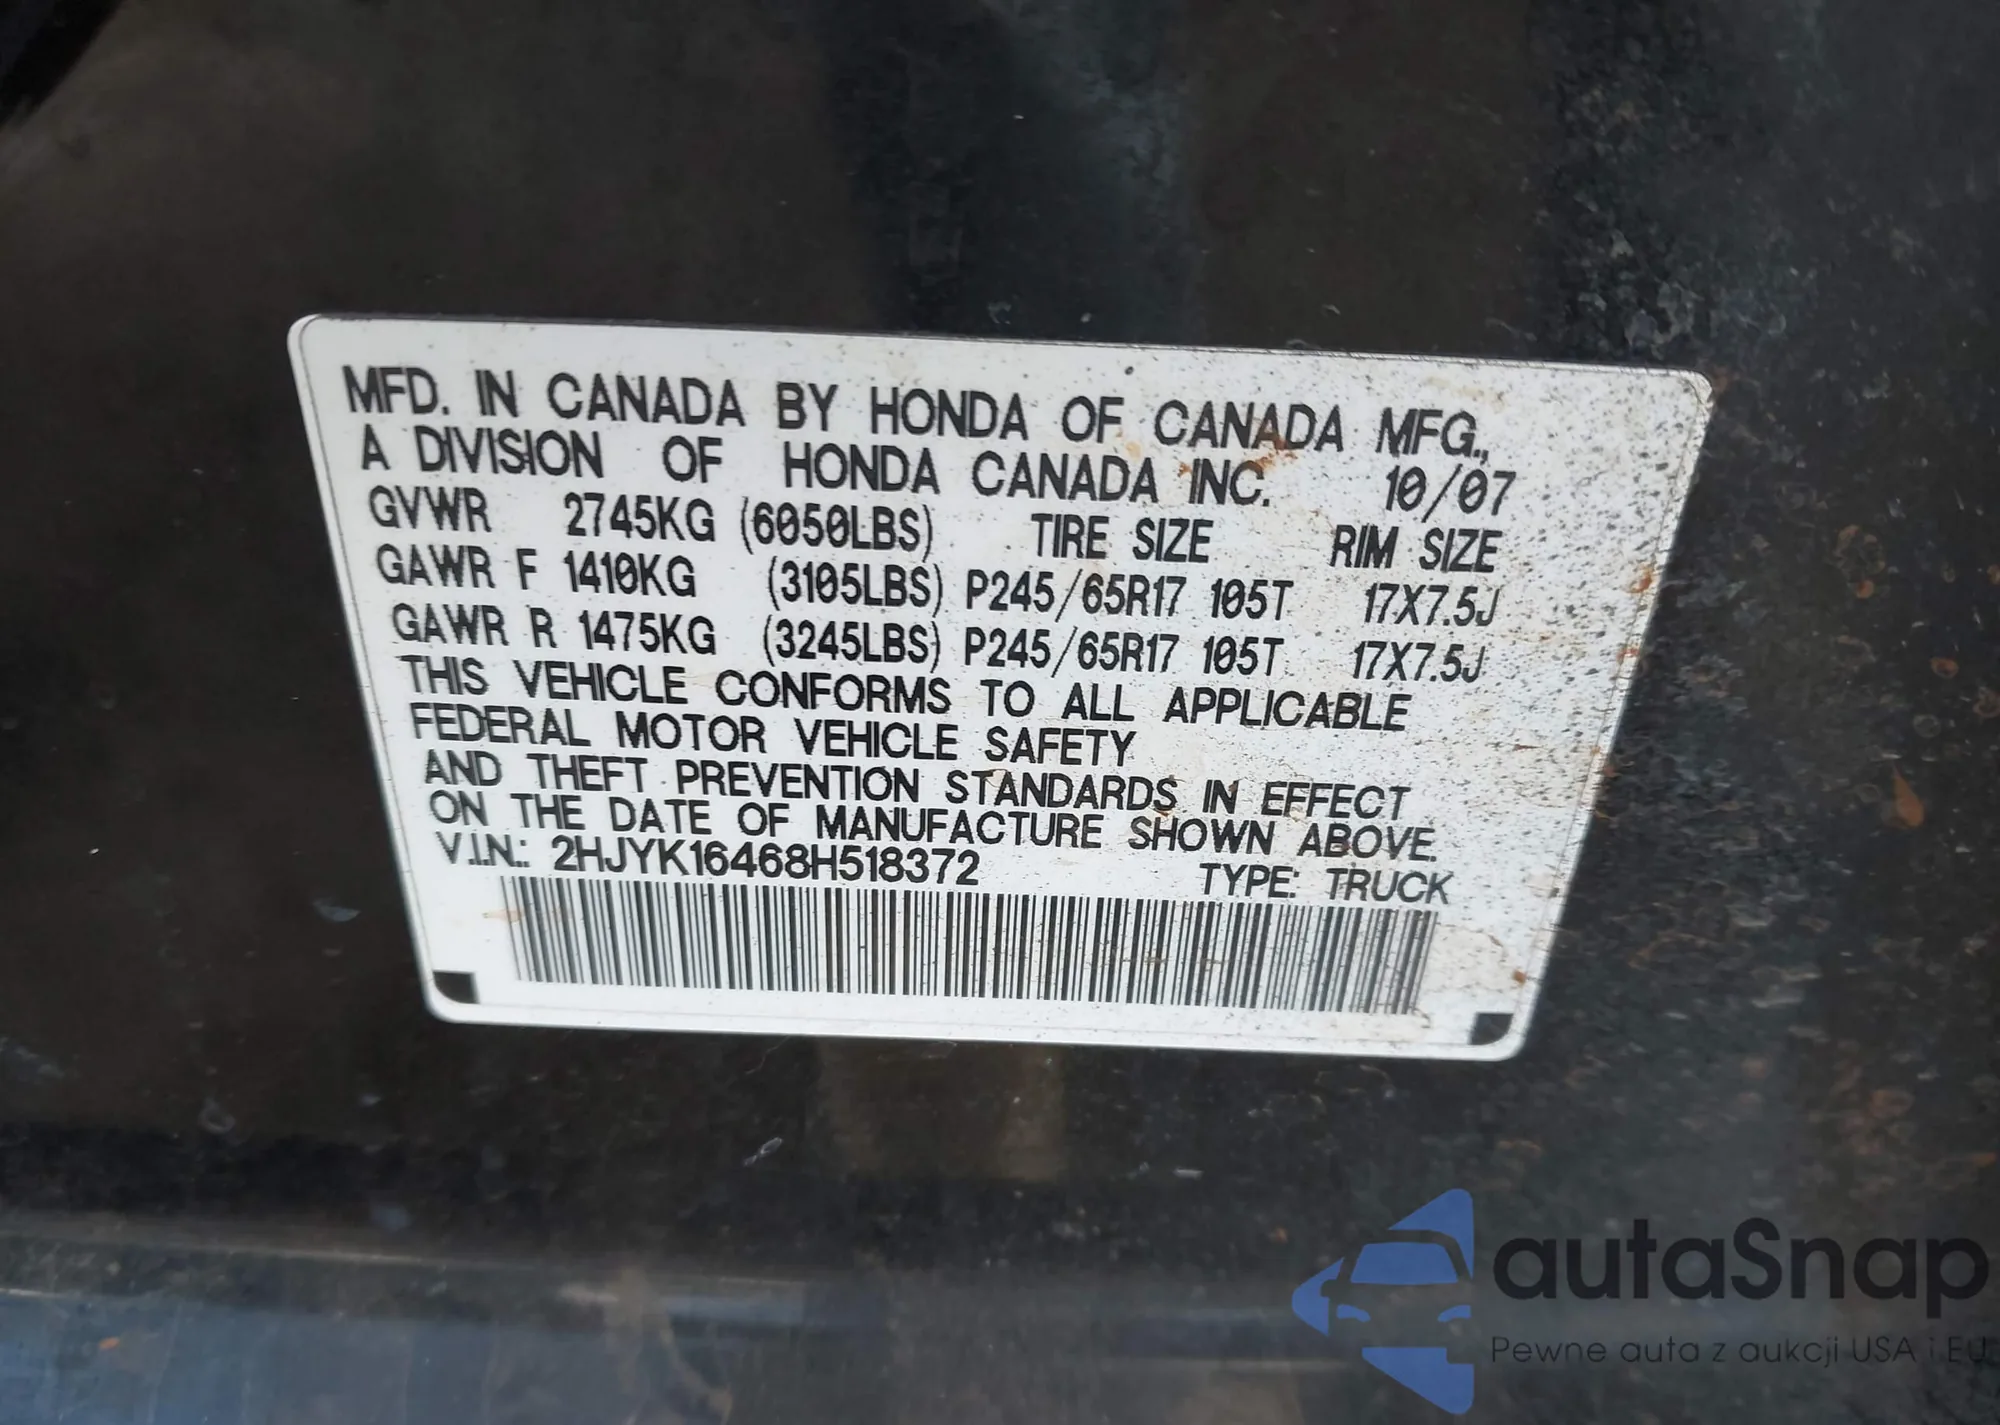 MFD. IN CANADA BY HONDA OF CANADA MFG.,
A DIVISION OF HONDA CANADA INC. 10/07
GVWR 2745KG (6050LBS) TIRE SIZE RIM SIZE
GAWR F 1410KG (3105LBS) P245/65R17 105T 17X7.5J
GAWR R 1475KG (3245LBS) P245/65R17 105T 17X7.5J
THIS VEHICLE CONFORMS TO ALL APPLICABLE
FEDERAL MOTOR VEHICLE SAFETY
AND THEFT PREVENTION STANDARDS IN EFFECT
ON THE DATE OF MANUFACTURE SHOWN ABOVE.
V.I.N.: 2HJYK16468H518372 TYPE: TRUCK
autaSnap
Pewne auta z aukcji USA i EU